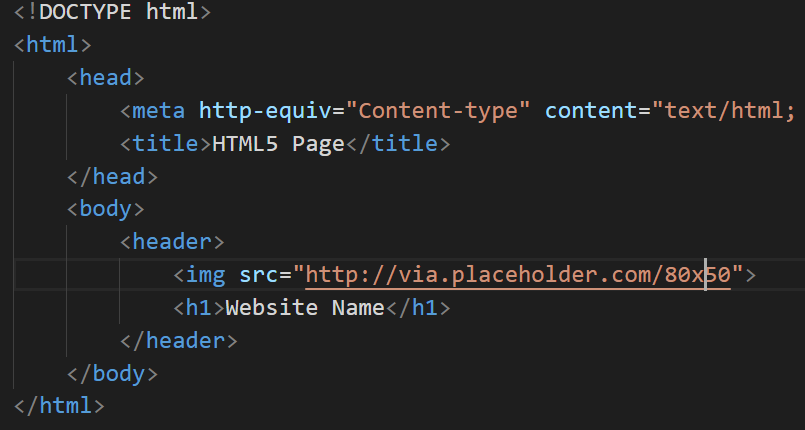 <!DOCTYPE html>
<html>
<head>
<meta http-equiv="Content-type" content="text/html;
<title>HTML5 Page</title>
</head>
<body>
<header>
<img src="http://via.placeholder.com/80x50">
<h1>Website Name</h1>
</header>
</body>
</html>